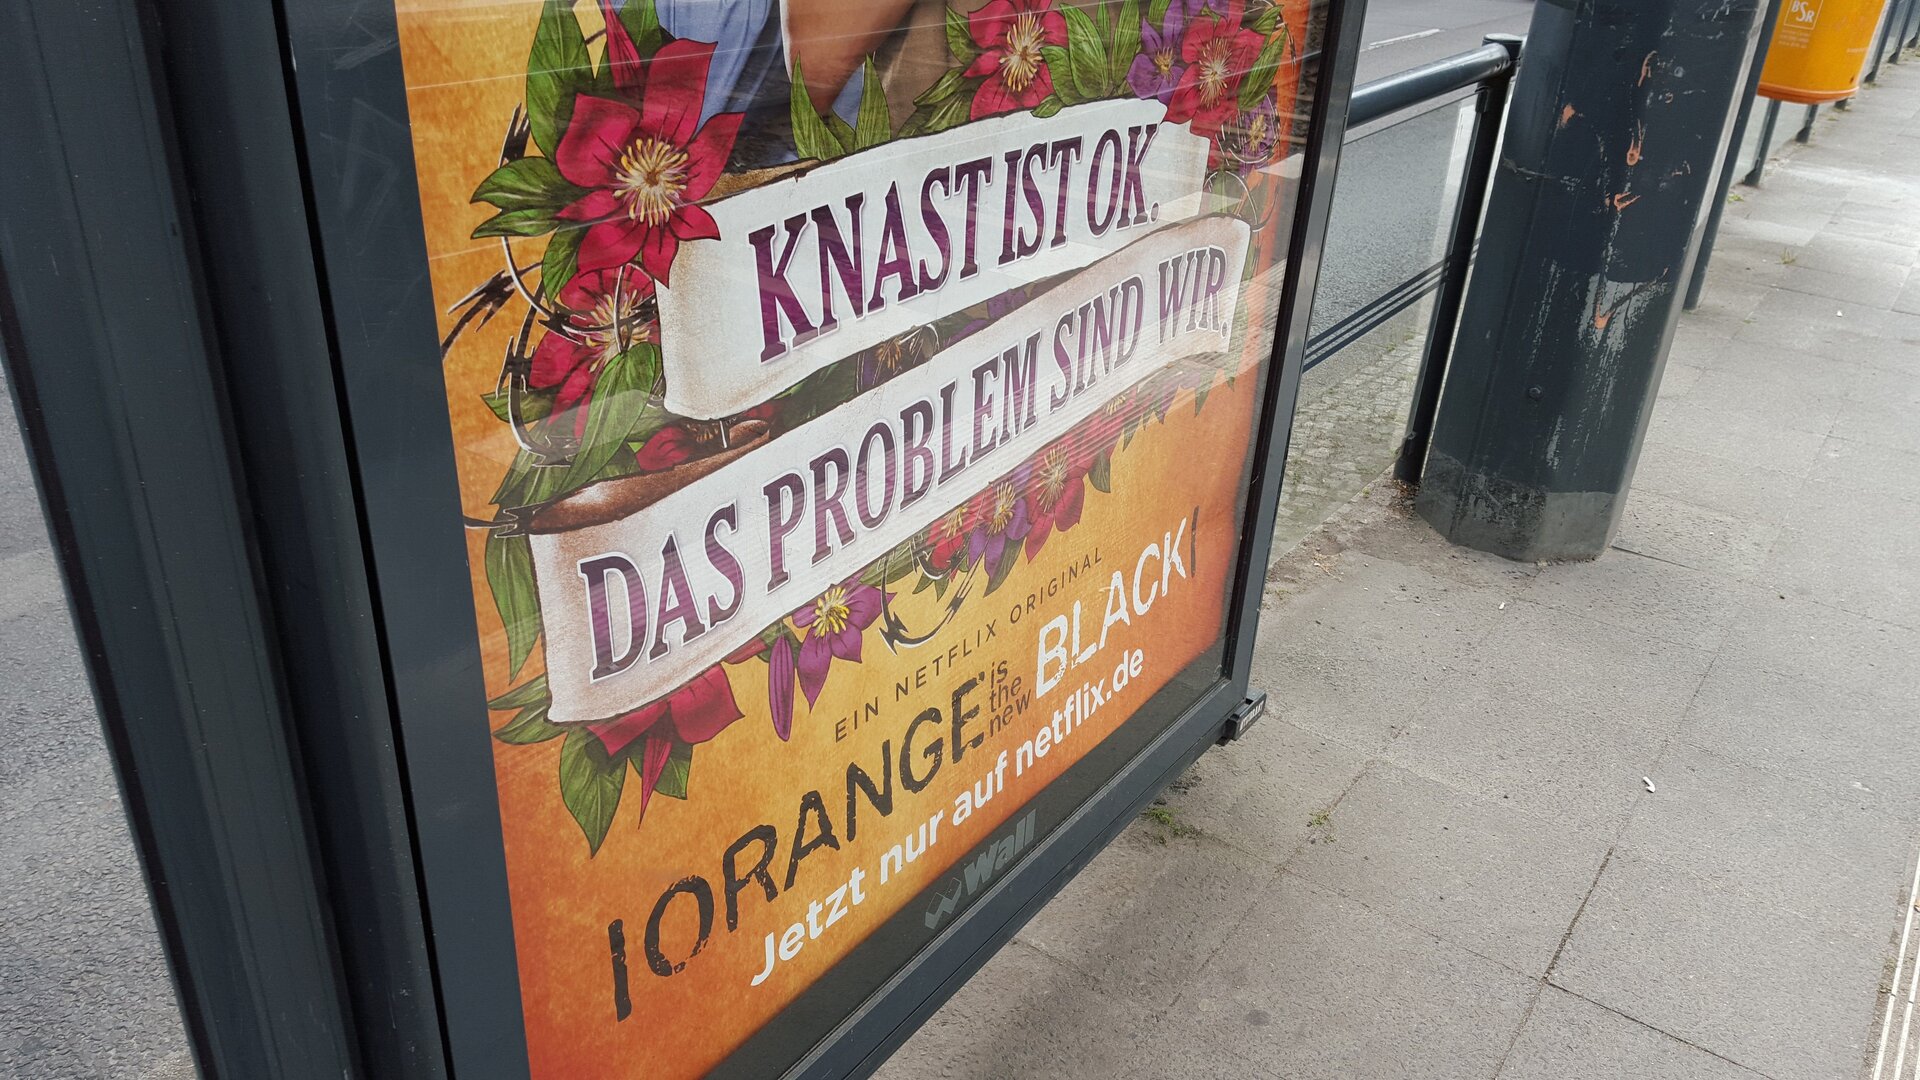 KNAST IST OK.
DAS PROBLEM SIND WIR.
EIN NETFLIX ORIGINAL
ORANGE is the new BLACK
Jetzt nur auf netflix.de
Wall
BSR